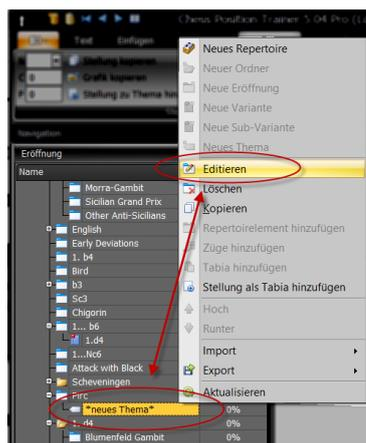 Chess Position Trainer 5.04 Pro
Text Einfügen
Stellung kopieren
C 0 Grafik kopieren
P 0 Stellung zu Thema
Navigation
Eröffnung
Name
Morra-Gambit
Sicilian Grand Prix
Other Anti-Sicilians
English
Early Deviations
1. b4
Bird
b3
Sc3
Chigorin
1... b6
1.d4
1...Nc6
Attack with Black
Scheveningen
Pirc
*neues Thema* 0%
1. d4 0%
Blumenfeld Gambit 0%
Neues Repertoire
Neuer Ordner
Neue Eröffnung
Neue Variante
Neue Sub-Variante
Neues Thema
Editieren
Löschen
Kopieren
Repertoirelement hinzufügen
Züge hinzufügen
Tabia hinzufügen
Stellung als Tabia hinzufügen
Hoch
Runter
Import
Export
Aktualisieren